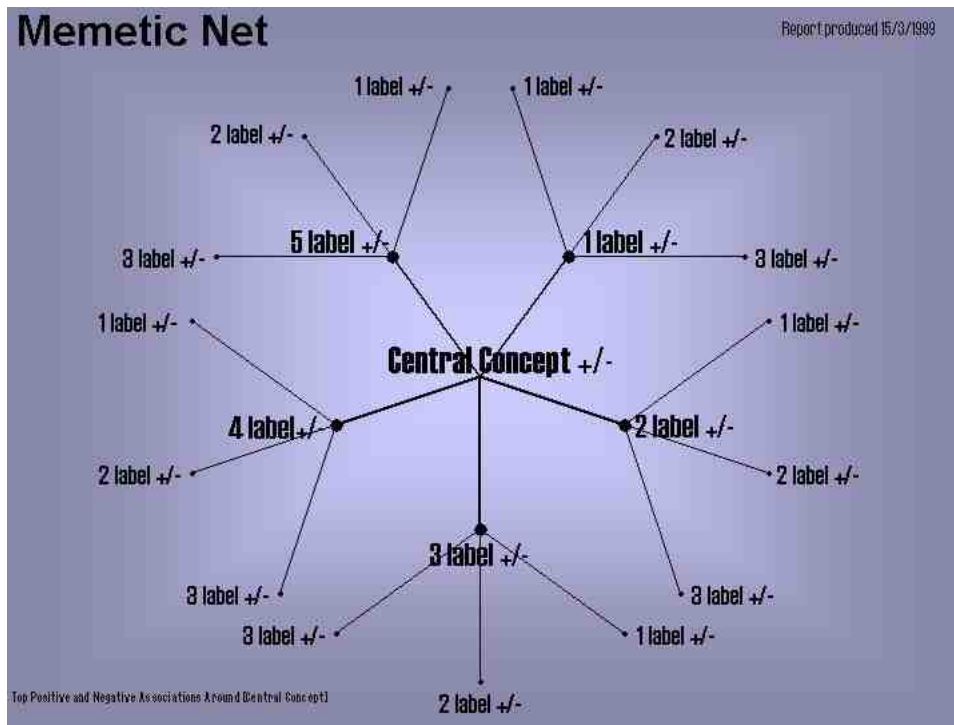 Memetic Net
Report produced 15/3/1999
1 label +/-
1 label +/-
2 label +/-
2 label +/-
5 label +/-
1 label +/-
3 label +/-
3 label +/-
1 label +/-
1 label +/-
Central Concept +/-
4 label+/-
2 label +/-
2 label +/-
2 label +/-
3 label +/-
3 label +/-
3 label +/-
3 label +/-
1 label +/-
2 label +/-
Top Positive and Negative Associations Around [Central Concept]